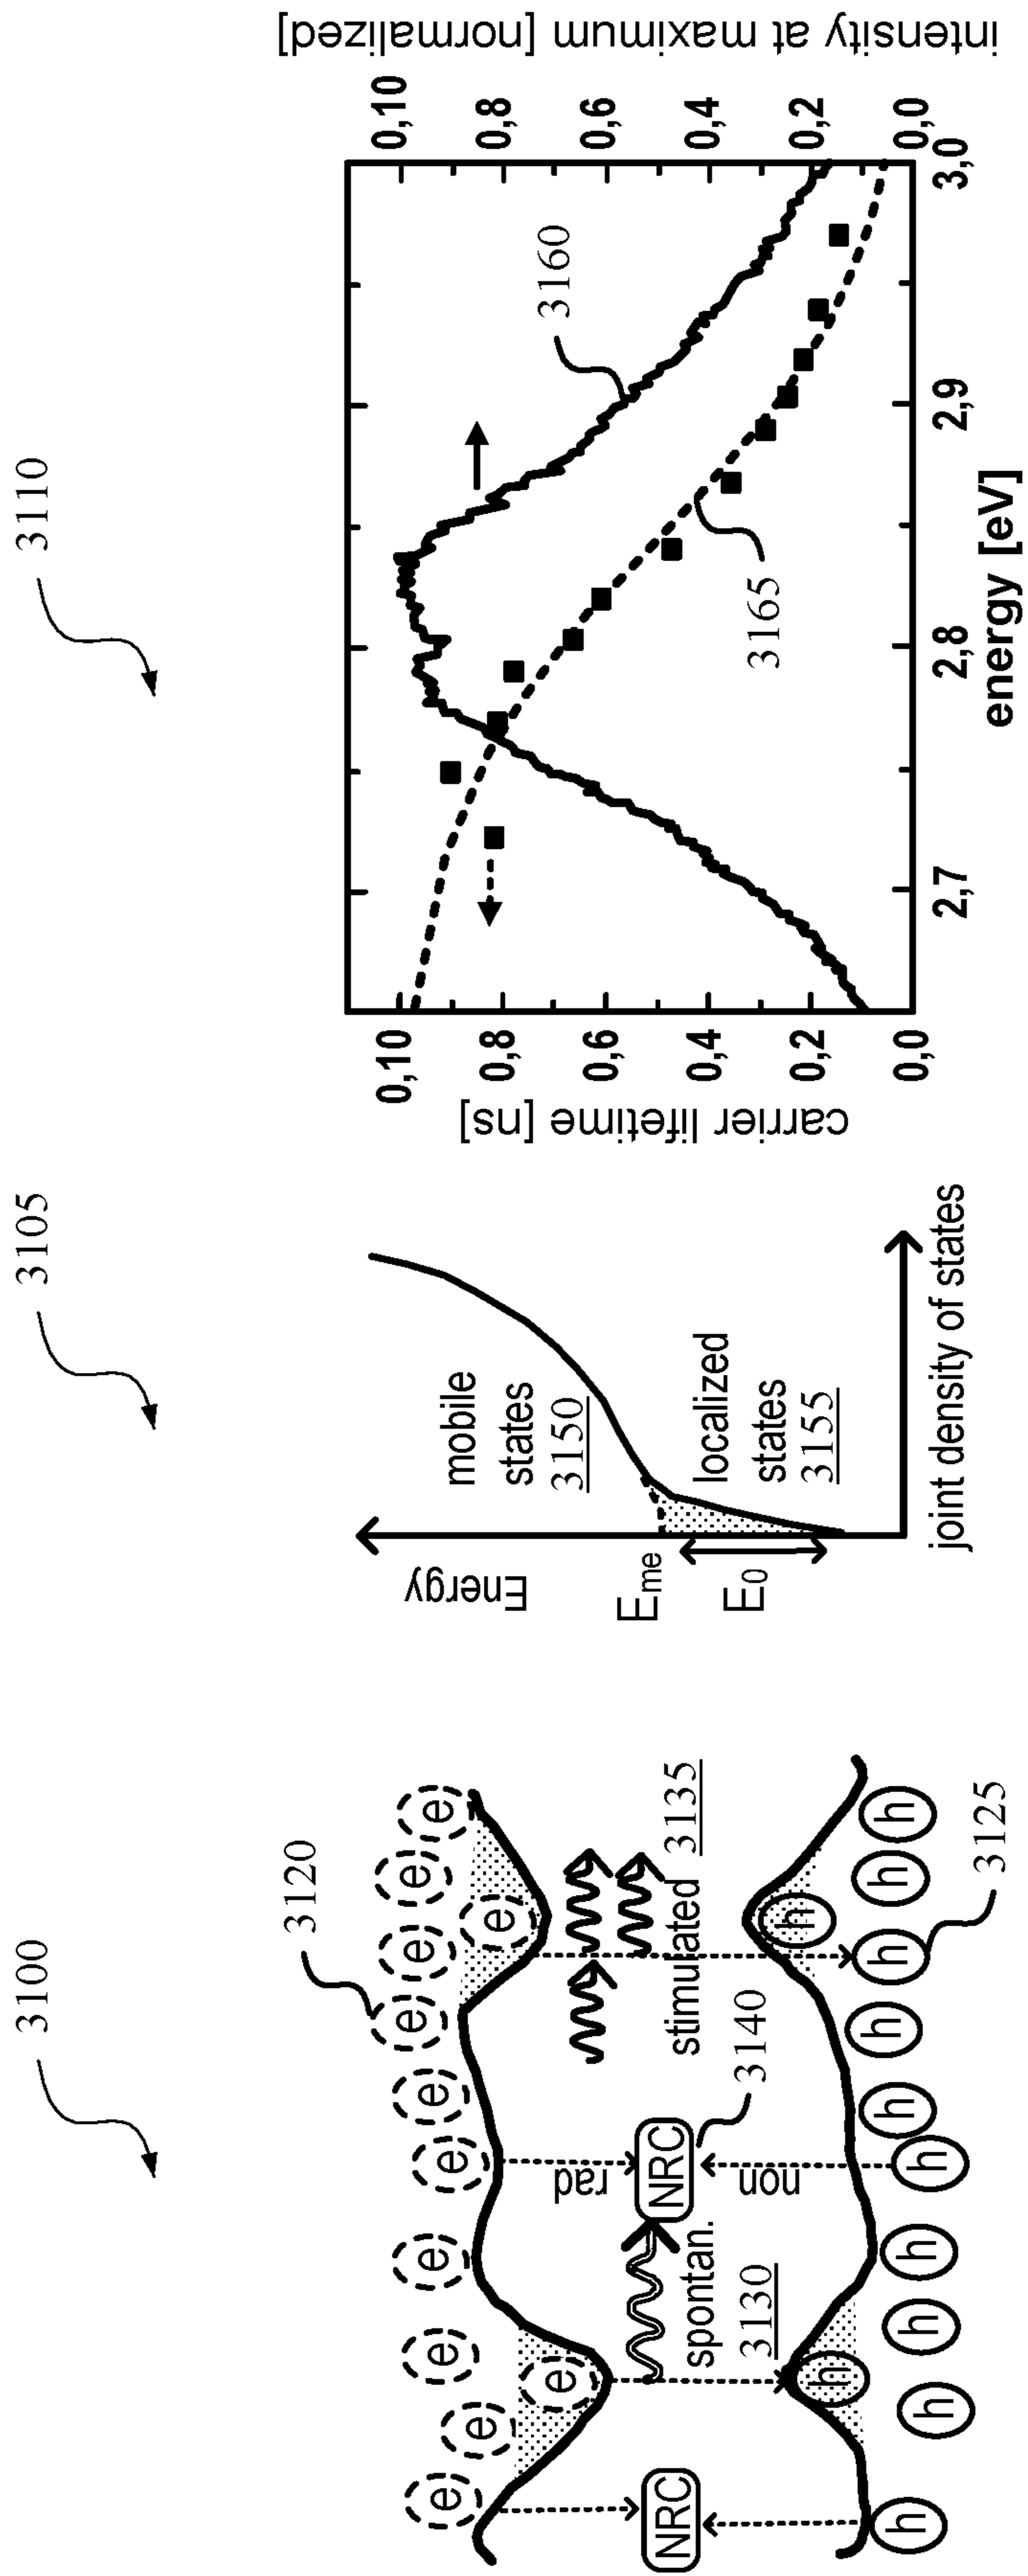 3100
3120
e
e
e
e
e
e
e
e
e
e
e
e
NRC
rad
NRC
non
3140
spontan.
3130
stimulated
3135
h
h
h
h
h
h
h
h
h
h
h
h
3125
3105
Energy
mobile
states
3150
E_me
localized
states
3155
E_0
joint density of states
3110
carrier lifetime [ns]
0,10
0,8
0,6
0,4
0,2
0,0
3160
3165
0,10
0,8
0,6
0,4
0,2
0,0
intensity at maximum [normalized]
2,7
2,8
2,9
3,0
energy [eV]